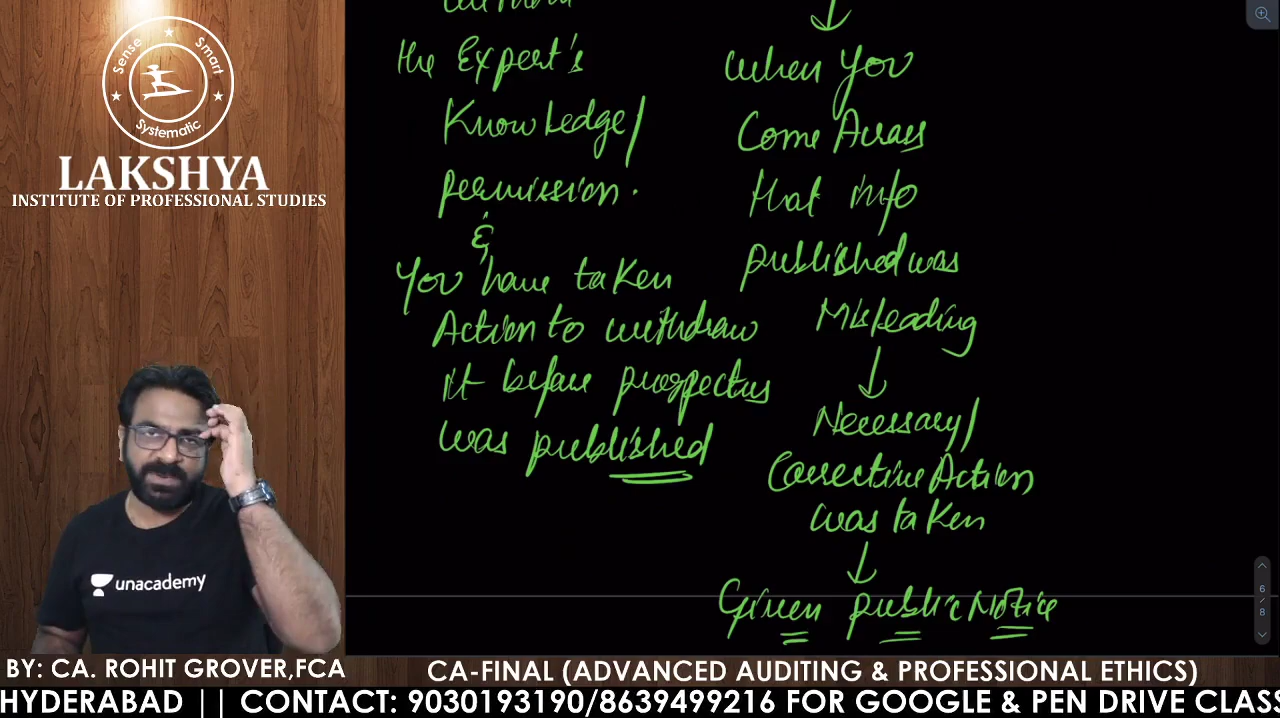 Sense
Smart
Systematic
LAKSHYA
INSTITUTE OF PROFESSIONAL STUDIES
unacademy
the Expert's
Knowledge/
permission.
&
You have taken
Action to withdraw
it before prospectus
was published
When You
Come Across
that info
published was
Misleading
Necessary/
Corrective Action
was taken
Given public Notice
6
/
8
BY: CA. ROHIT GROVER,FCA
CA-FINAL (ADVANCED AUDITING & PROFESSIONAL ETHICS)
HYDERABAD || CONTACT: 9030193190/8639499216 FOR GOOGLE & PEN DRIVE CLASS